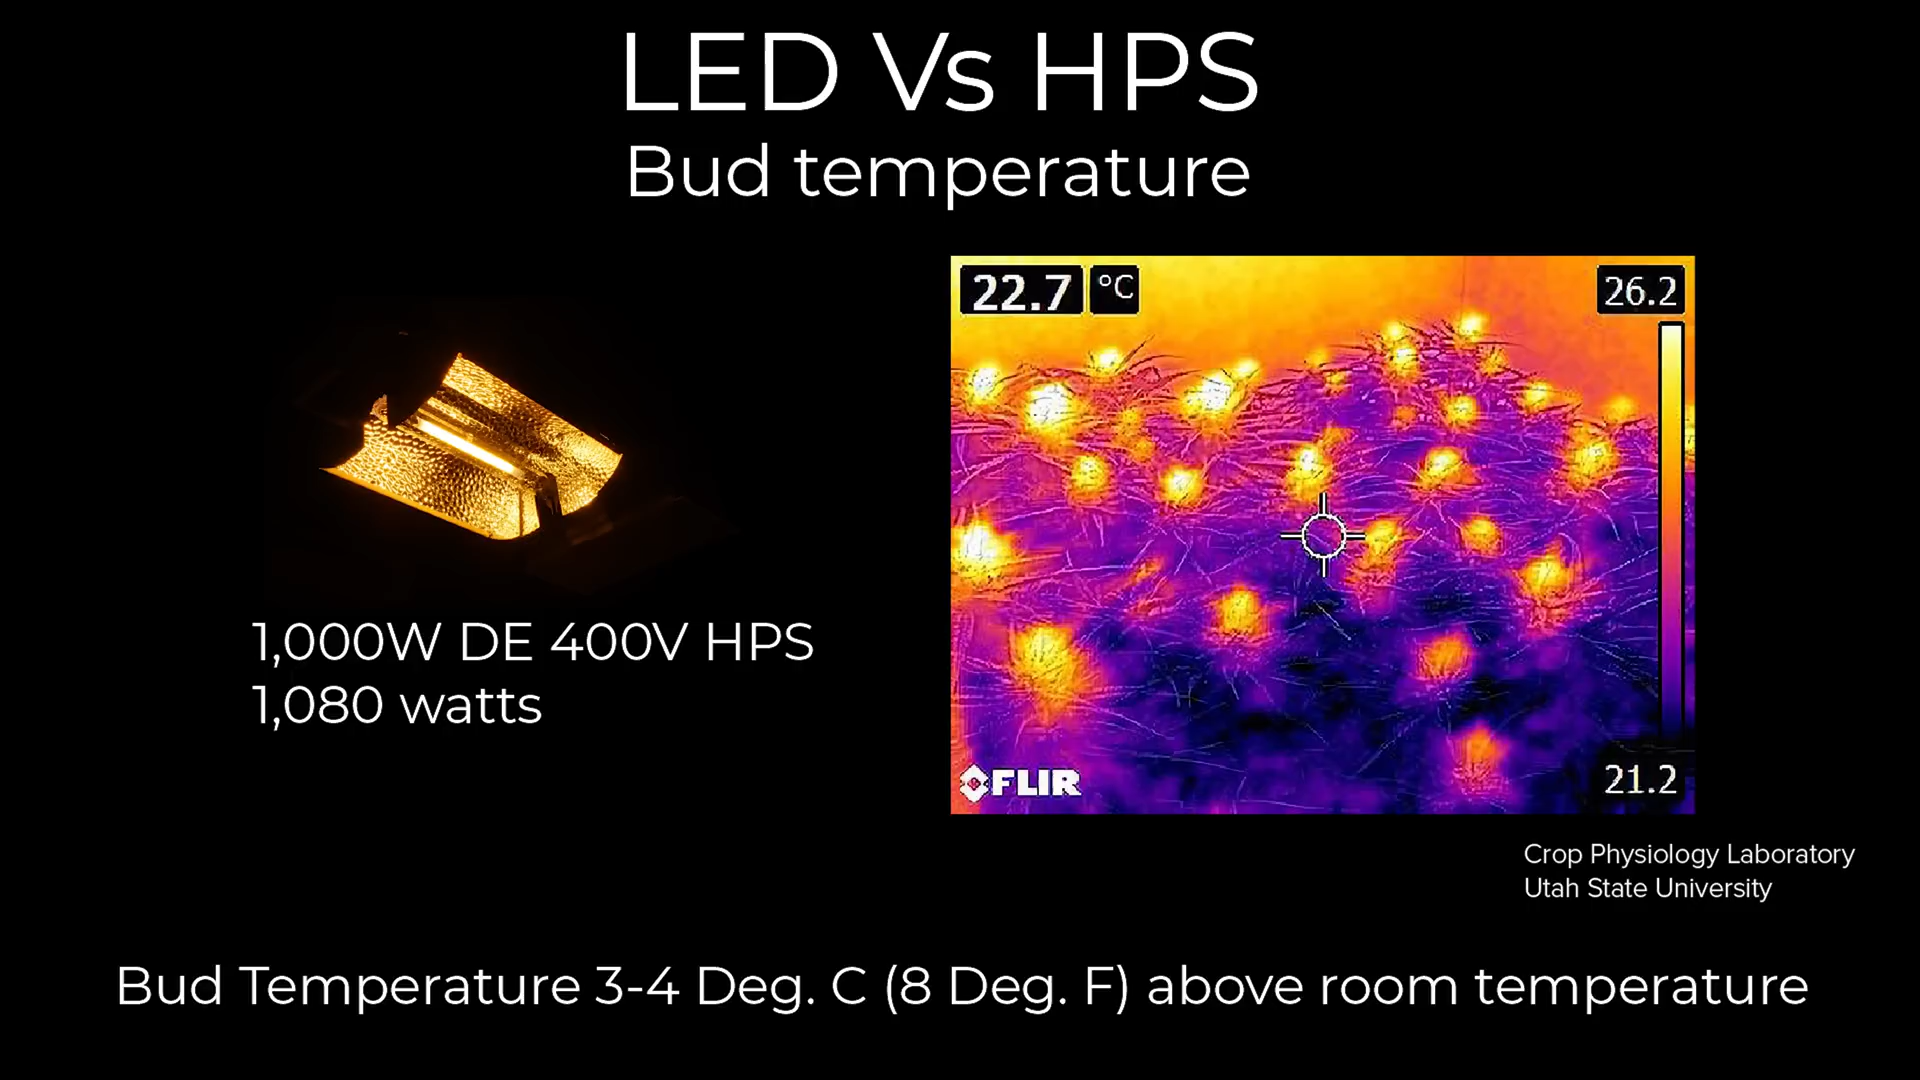 LED Vs HPS
Bud temperature
22.7 °C
26.2
21.2
FLIR
1,000W DE 400V HPS
1,080 watts
Crop Physiology Laboratory
Utah State University
Bud Temperature 3-4 Deg. C (8 Deg. F) above room temperature